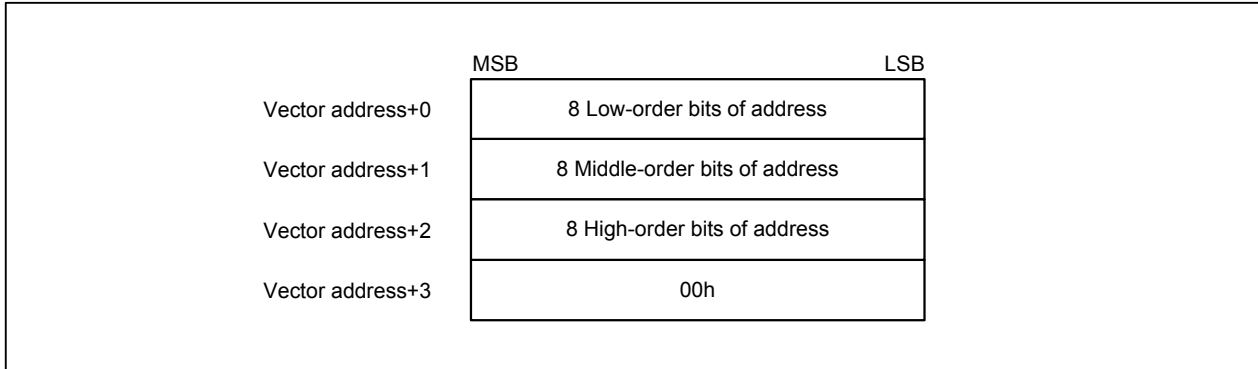 MSB LSB
Vector address+0 8 Low-order bits of address
Vector address+1 8 Middle-order bits of address
Vector address+2 8 High-order bits of address
Vector address+3 00h